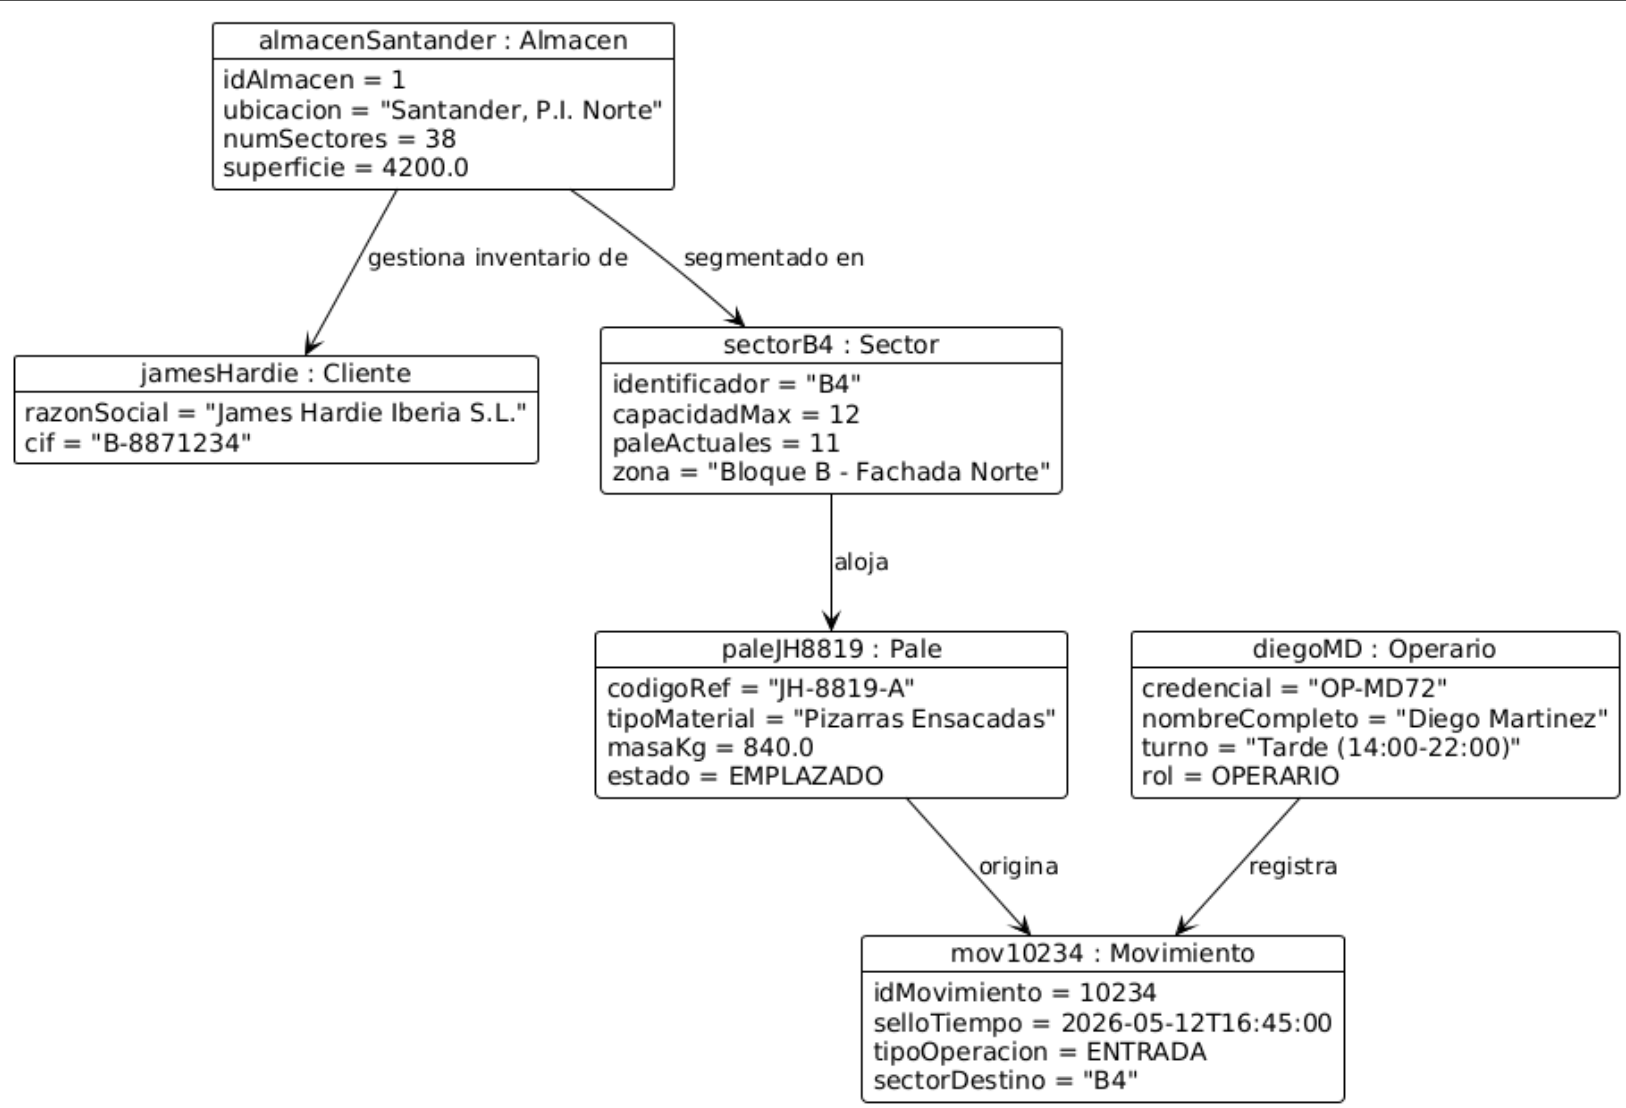 almacenSantander : Almacen
idAlmacen = 1
ubicacion = "Santander, P.I. Norte"
numSectores = 38
superficie = 4200.0
gestiona inventario de
segmentado en
jamesHardie : Cliente
razonSocial = "James Hardie Iberia S.L."
cif = "B-8871234"
sectorB4 : Sector
identificador = "B4"
capacidadMax = 12
paleActuales = 11
zona = "Bloque B - Fachada Norte"
aloja
paleJH8819 : Pale
codigoRef = "JH-8819-A"
tipoMaterial = "Pizarras Ensacadas"
masaKg = 840.0
estado = EMPLAZADO
diegoMD : Operario
credencial = "OP-MD72"
nombreCompleto = "Diego Martinez"
turno = "Tarde (14:00-22:00)"
rol = OPERARIO
origina
registra
mov10234 : Movimiento
idMovimiento = 10234
selloTiempo = 2026-05-12T16:45:00
tipoOperacion = ENTRADA
sectorDestino = "B4"